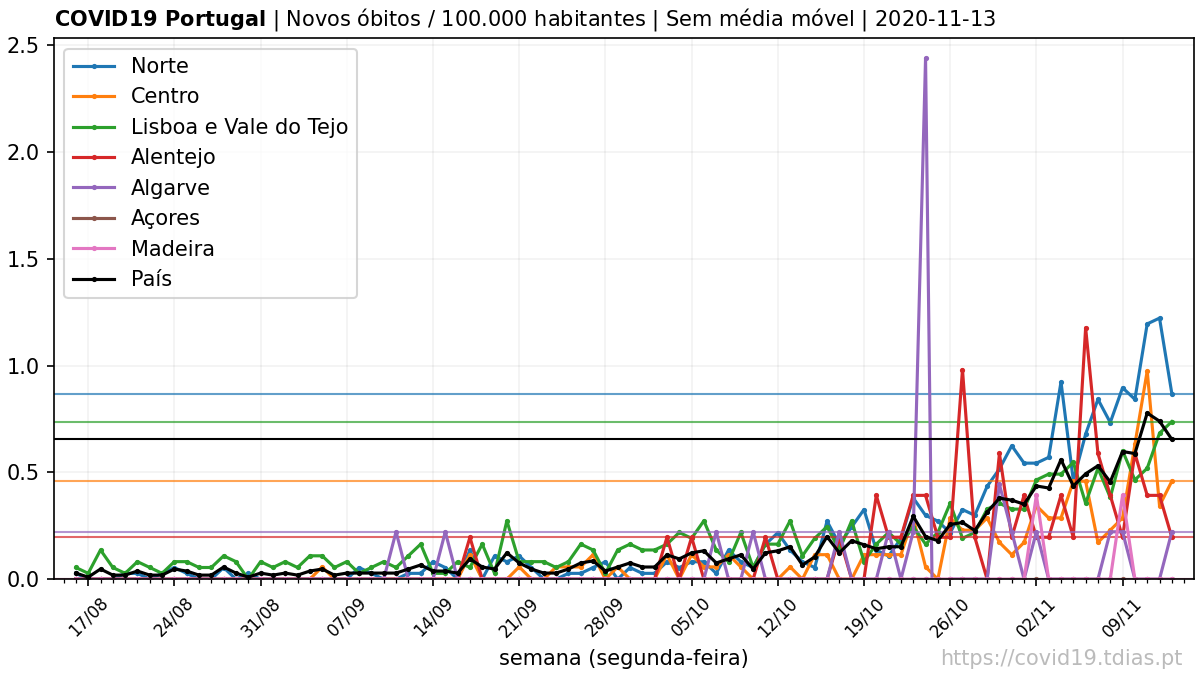 COVID19 Portugal | Novos óbitos / 100.000 habitantes | Sem média móvel | 2020-11-13
2.5
2.0
1.5
1.0
0.5
0.0
Norte
Centro
Lisboa e Vale do Tejo
Alentejo
Algarve
Açores
Madeira
País
17/08
24/08
31/08
07/09
14/09
21/09
28/09
05/10
12/10
19/10
26/10
02/11
09/11
semana (segunda-feira)
https://covid19.tdias.pt